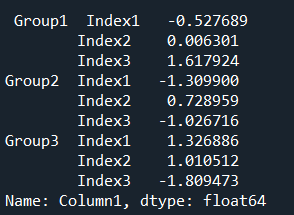 Group1  Index1   -0.527689
        Index2    0.006301
        Index3    1.617924
Group2  Index1   -1.309900
        Index2    0.728959
        Index3   -1.026716
Group3  Index1    1.326886
        Index2    1.010512
        Index3   -1.809473
Name: Column1, dtype: float64